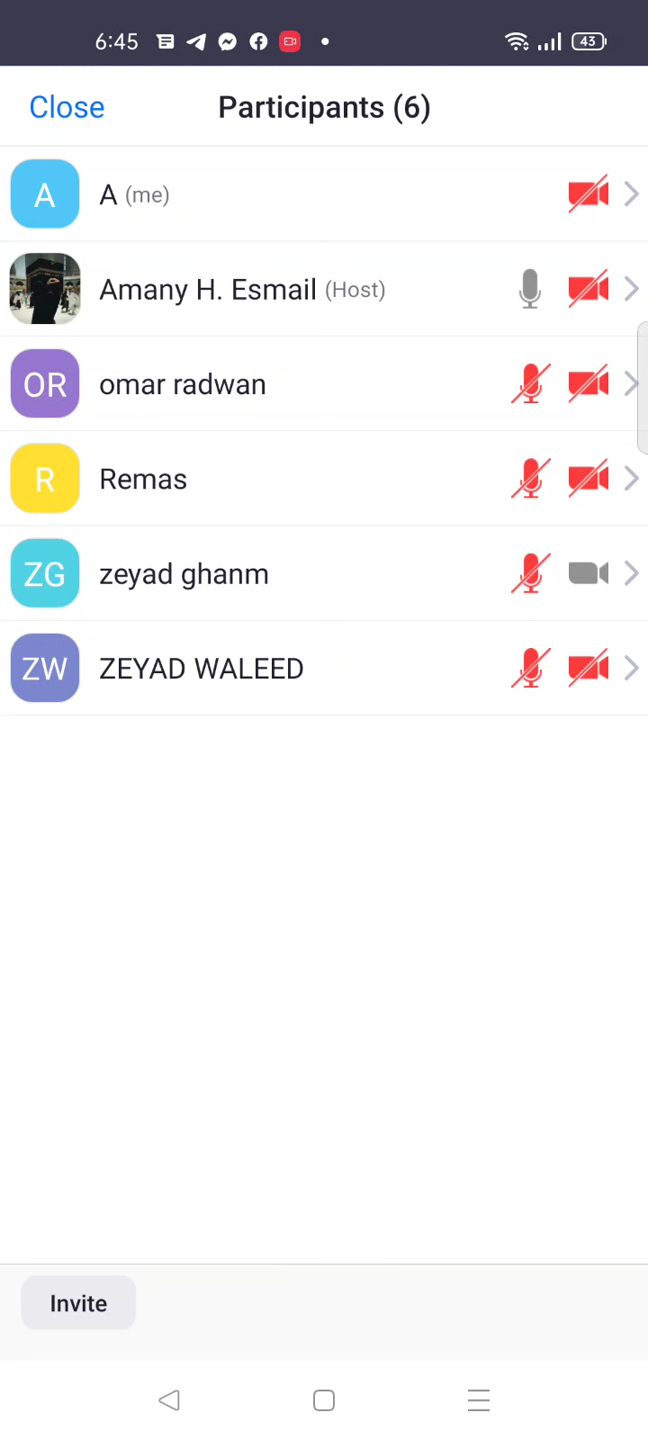 6:45 43
Close Participants (6)
A A (me)
Amany H. Esmail (Host)
OR omar radwan
R Remas
ZG zeyad ghanm
ZW ZEYAD WALEED
Invite